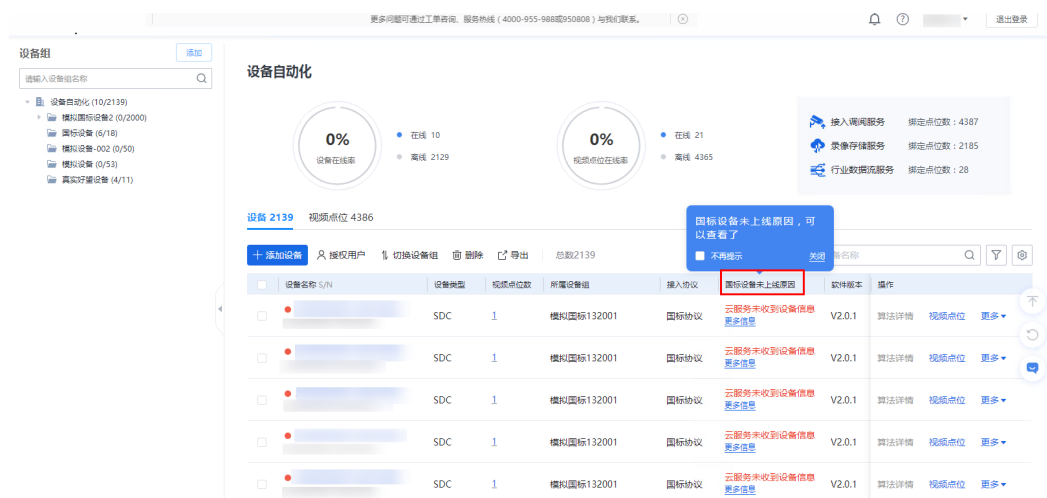 更多问题可通过工单咨询、服务热线（4000-955-988或950808）与我们联系。
退出登录
设备组
添加
请输入设备组名称
设备自动化 (10/2139)
模拟国标设备2 (0/2000)
国标设备 (6/18)
模拟设备-002 (0/50)
模拟设备 (0/53)
真实好望设备 (4/11)
设备自动化
0%
设备在线率
在线 10
离线 2129
0%
视频点位在线率
在线 21
离线 4365
接入调阅服务 绑定点位数：4387
录像存储服务 绑定点位数：2185
行业数据流服务 绑定点位数：28
设备 2139 视频点位 4386
国标设备未上线原因，可
以查看了
不再提示 关闭
添加设备 授权用户 切换设备组 删除 导出 总数2139
备名称
设备名称 S/N 设备类型 视频点位数 所属设备组 接入协议 国标设备未上线原因 软件版本 操作
SDC 1 模拟国标132001 国标协议 云服务未收到设备信息 V2.0.1 算法详情 视频点位 更多
更多信息
SDC 1 模拟国标132001 国标协议 云服务未收到设备信息 V2.0.1 算法详情 视频点位 更多
更多信息
SDC 1 模拟国标132001 国标协议 云服务未收到设备信息 V2.0.1 算法详情 视频点位 更多
更多信息
SDC 1 模拟国标132001 国标协议 云服务未收到设备信息 V2.0.1 算法详情 视频点位 更多
更多信息
SDC 1 模拟国标132001 国标协议 云服务未收到设备信息 V2.0.1 算法详情 视频点位 更多
更多信息